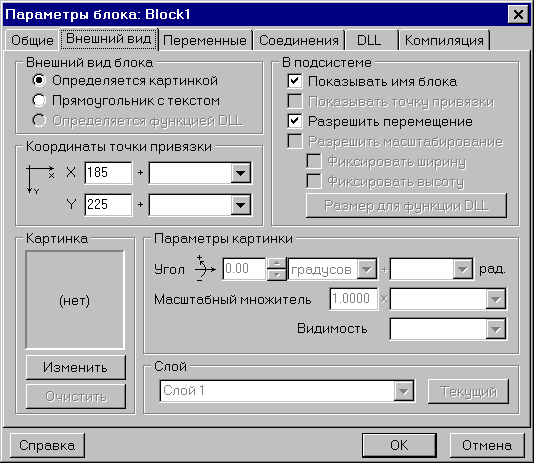 Параметры блока: Block1
Общие Внешний вид Переменные Соединения DLL Компиляция
Внешний вид блока
Определяется картинкой
Прямоугольник с текстом
Определяется функцией DLL
В подсистеме
Показывать имя блока
Показывать точку привязки
Разрешить перемещение
Разрешить масштабирование
Фиксировать ширину
Фиксировать высоту
Размер для функции DLL
Координаты точки привязки
X Y X 185 +
Y 225 +
Картинка
(нет)
Изменить
Очистить
Параметры картинки
Угол + - 0.00 градусов + рад.
Масштабный множитель 1.0000 x
Видимость
Слой
Слой 1 Текущий
Справка OK Отмена